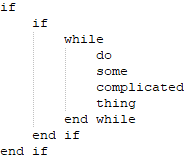 if
    if
        while
            do
            some
            complicated
            thing
        end while
    end if
end if